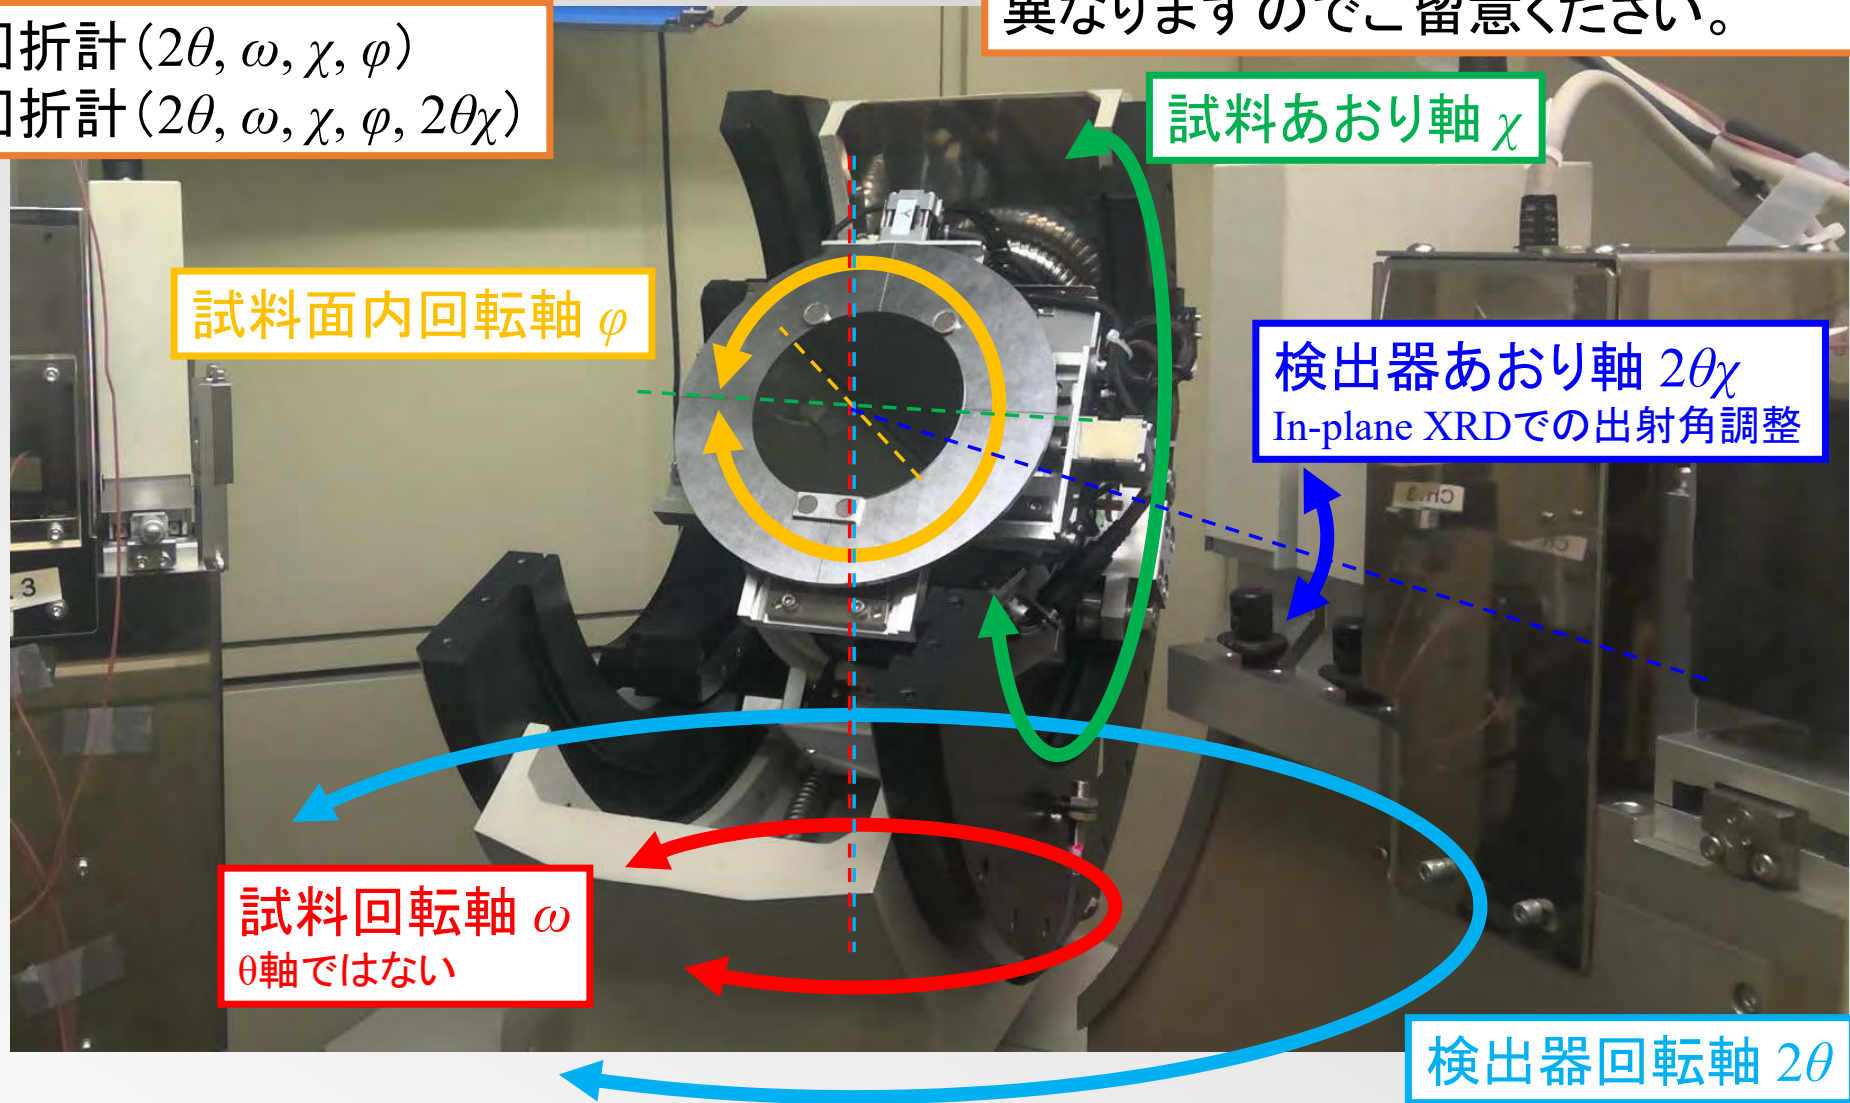 回折計(2θ, ω, χ, φ)
回折計(2θ, ω, χ, φ, 2θχ)
異なりますのでご留意ください。
試料あおり軸 χ
試料面内回転軸 φ
検出器あおり軸 2θχ
In-plane XRDでの出射角調整
Ch.3
.3
試料回転軸 ω
θ軸ではない
検出器回転軸 2θ